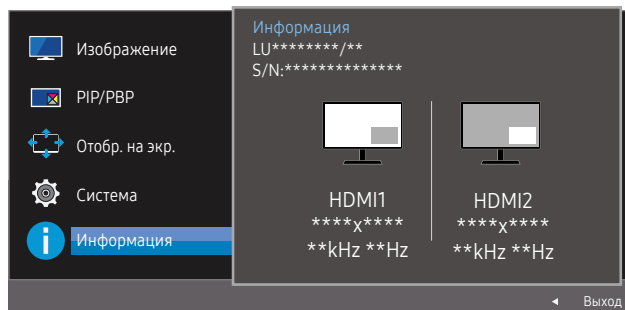 Изображение
PIP/PBP
Отобр. на экр.
Система
Информация
Информация
LU********/**
S/N:**************
HDMI1
****x****
**kHz **Hz
HDMI2
****x****
**kHz **Hz
Выход